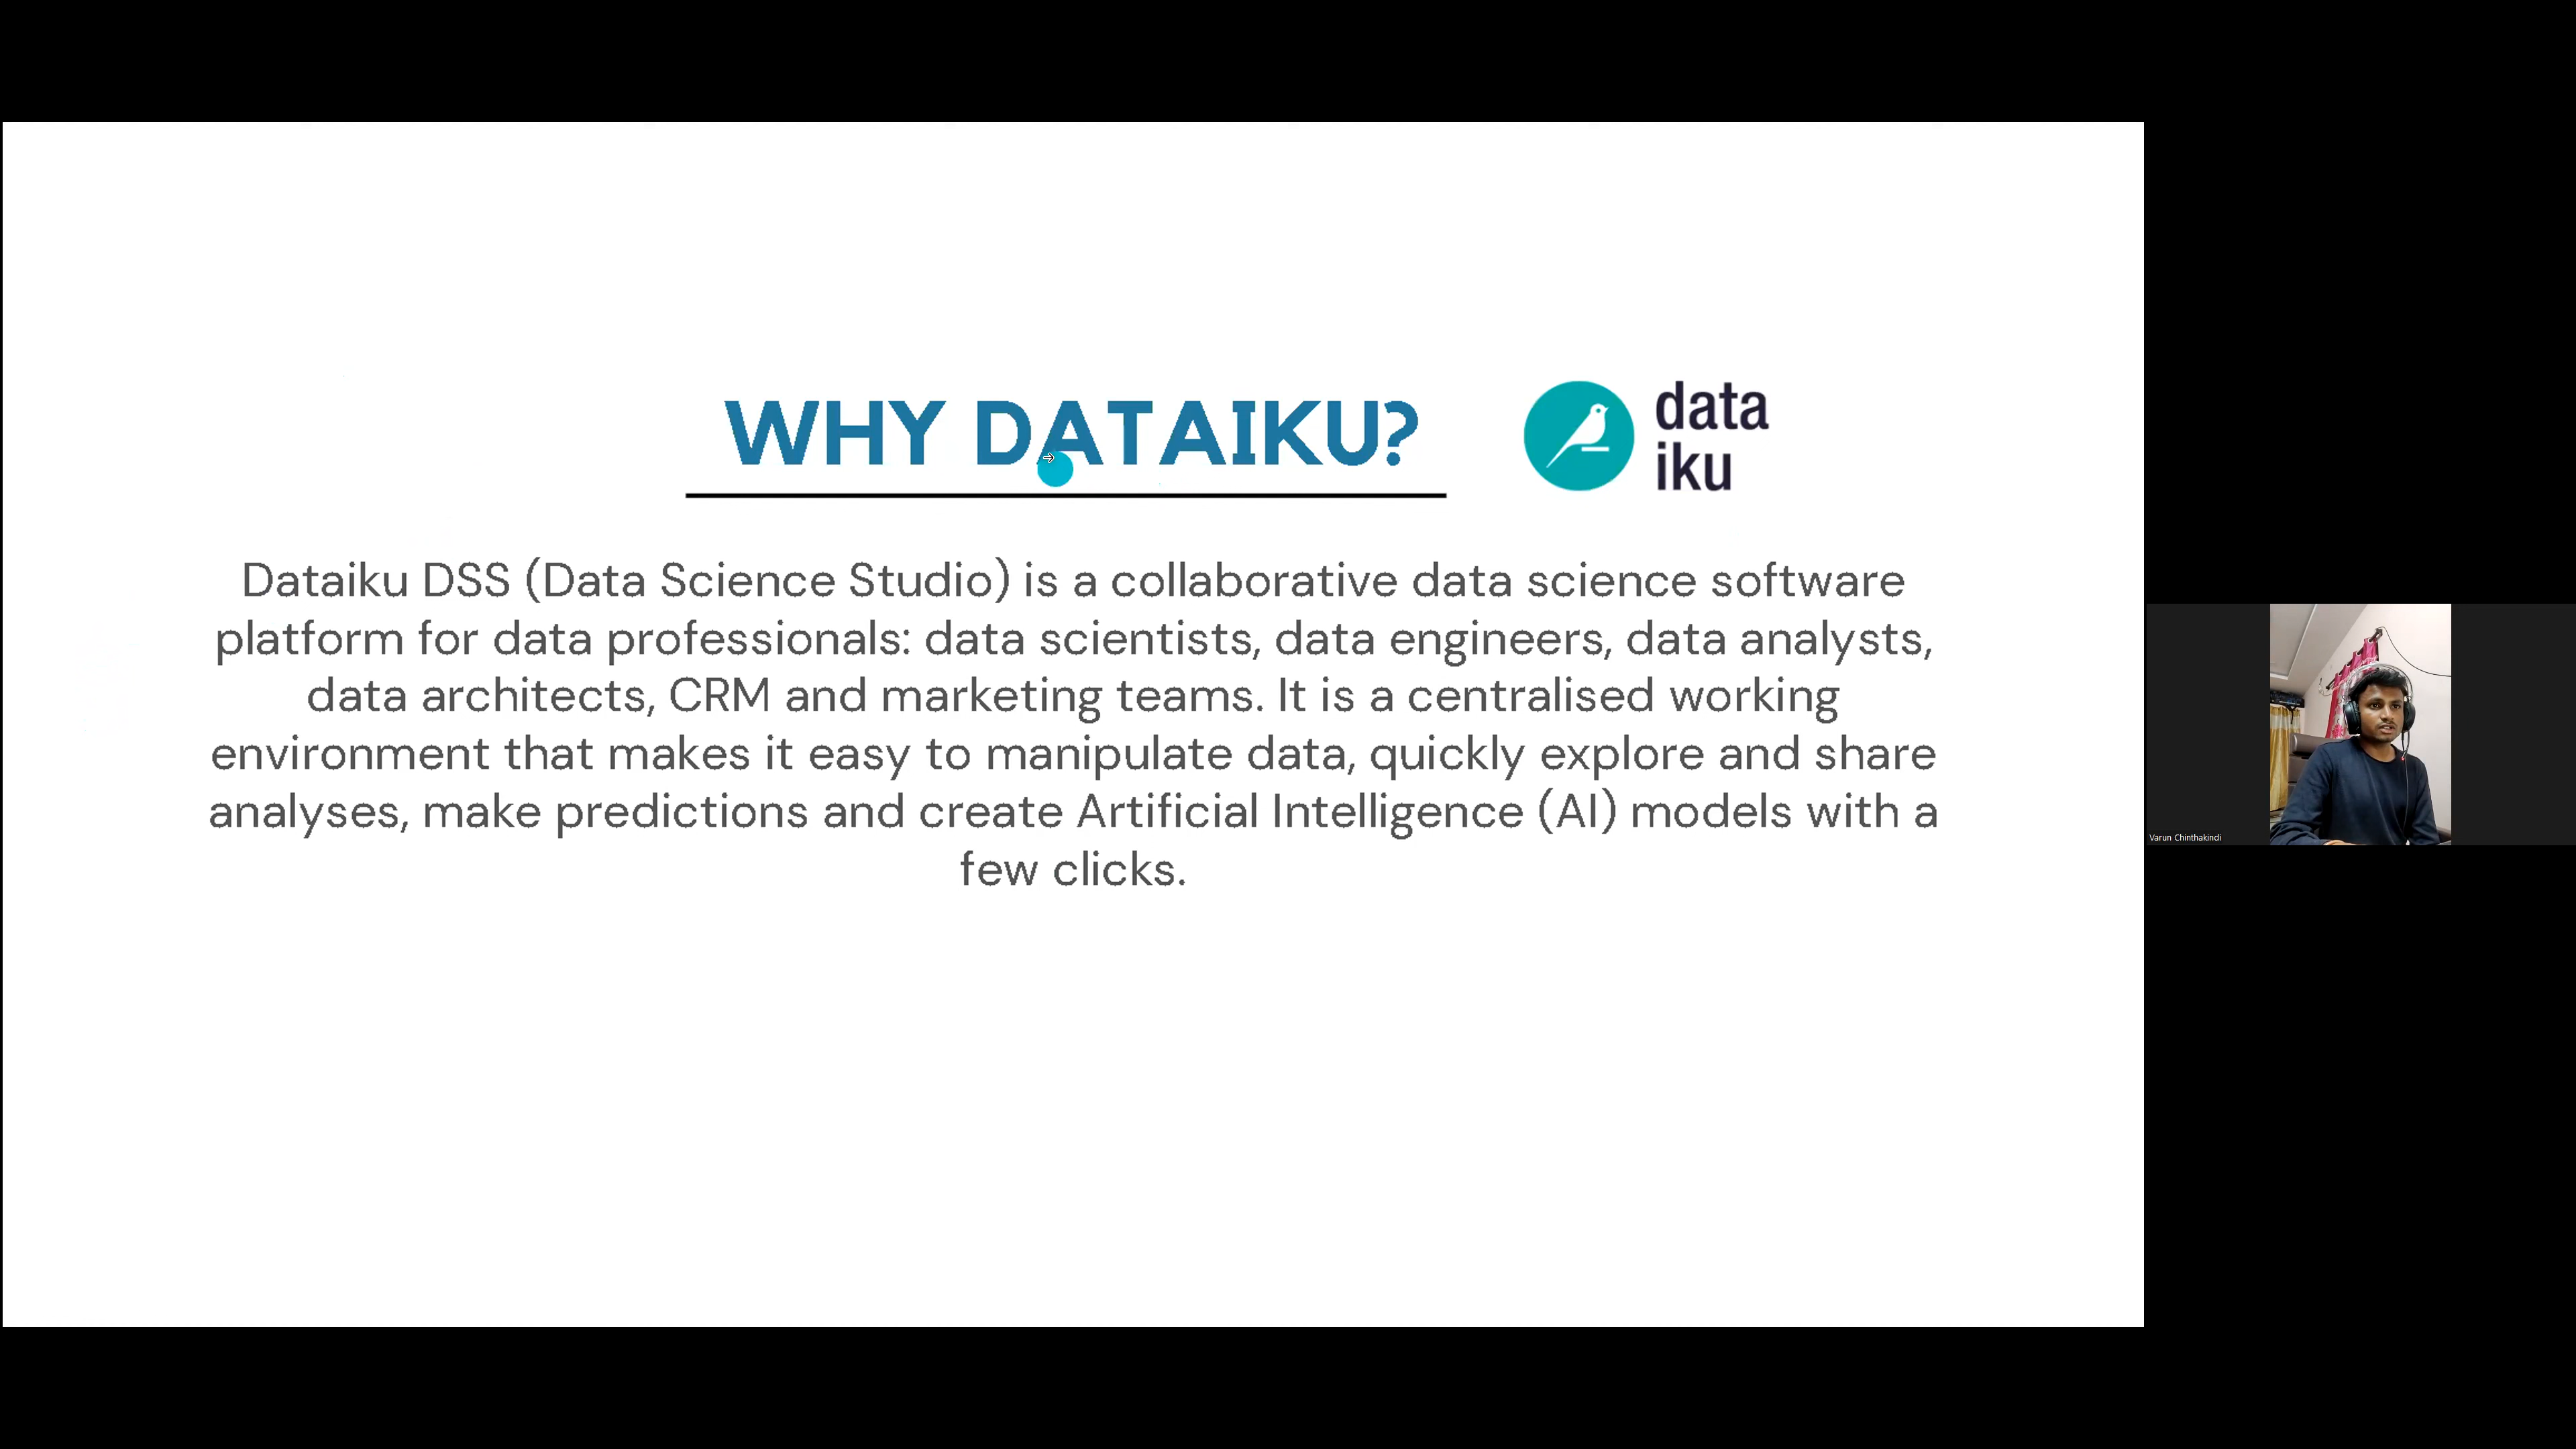 WHY DATAIKU?
data
iku
Dataiku DSS (Data Science Studio) is a collaborative data science software
platform for data professionals: data scientists, data engineers, data analysts,
data architects, CRM and marketing teams. It is a centralised working
environment that makes it easy to manipulate data, quickly explore and share
analyses, make predictions and create Artificial Intelligence (AI) models with a
few clicks.
Varun Chinthakindi